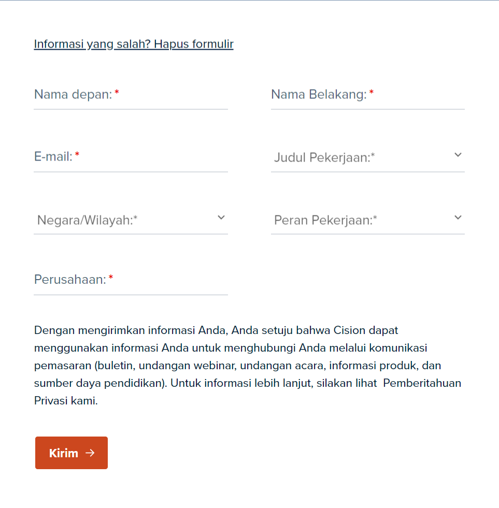 Informasi yang salah? Hapus formulir
Nama depan: *
Nama Belakang: *
E-mail: *
Judul Pekerjaan:*
Negara/Wilayah:*
Peran Pekerjaan:*
Perusahaan: *
Dengan mengirimkan informasi Anda, Anda setuju bahwa Cision dapat
menggunakan informasi Anda untuk menghubungi Anda melalui komunikasi
pemasaran (buletin, undangan webinar, undangan acara, informasi produk, dan
sumber daya pendidikan). Untuk informasi lebih lanjut, silakan lihat Pemberitahuan
Privasi kami.
Kirim →